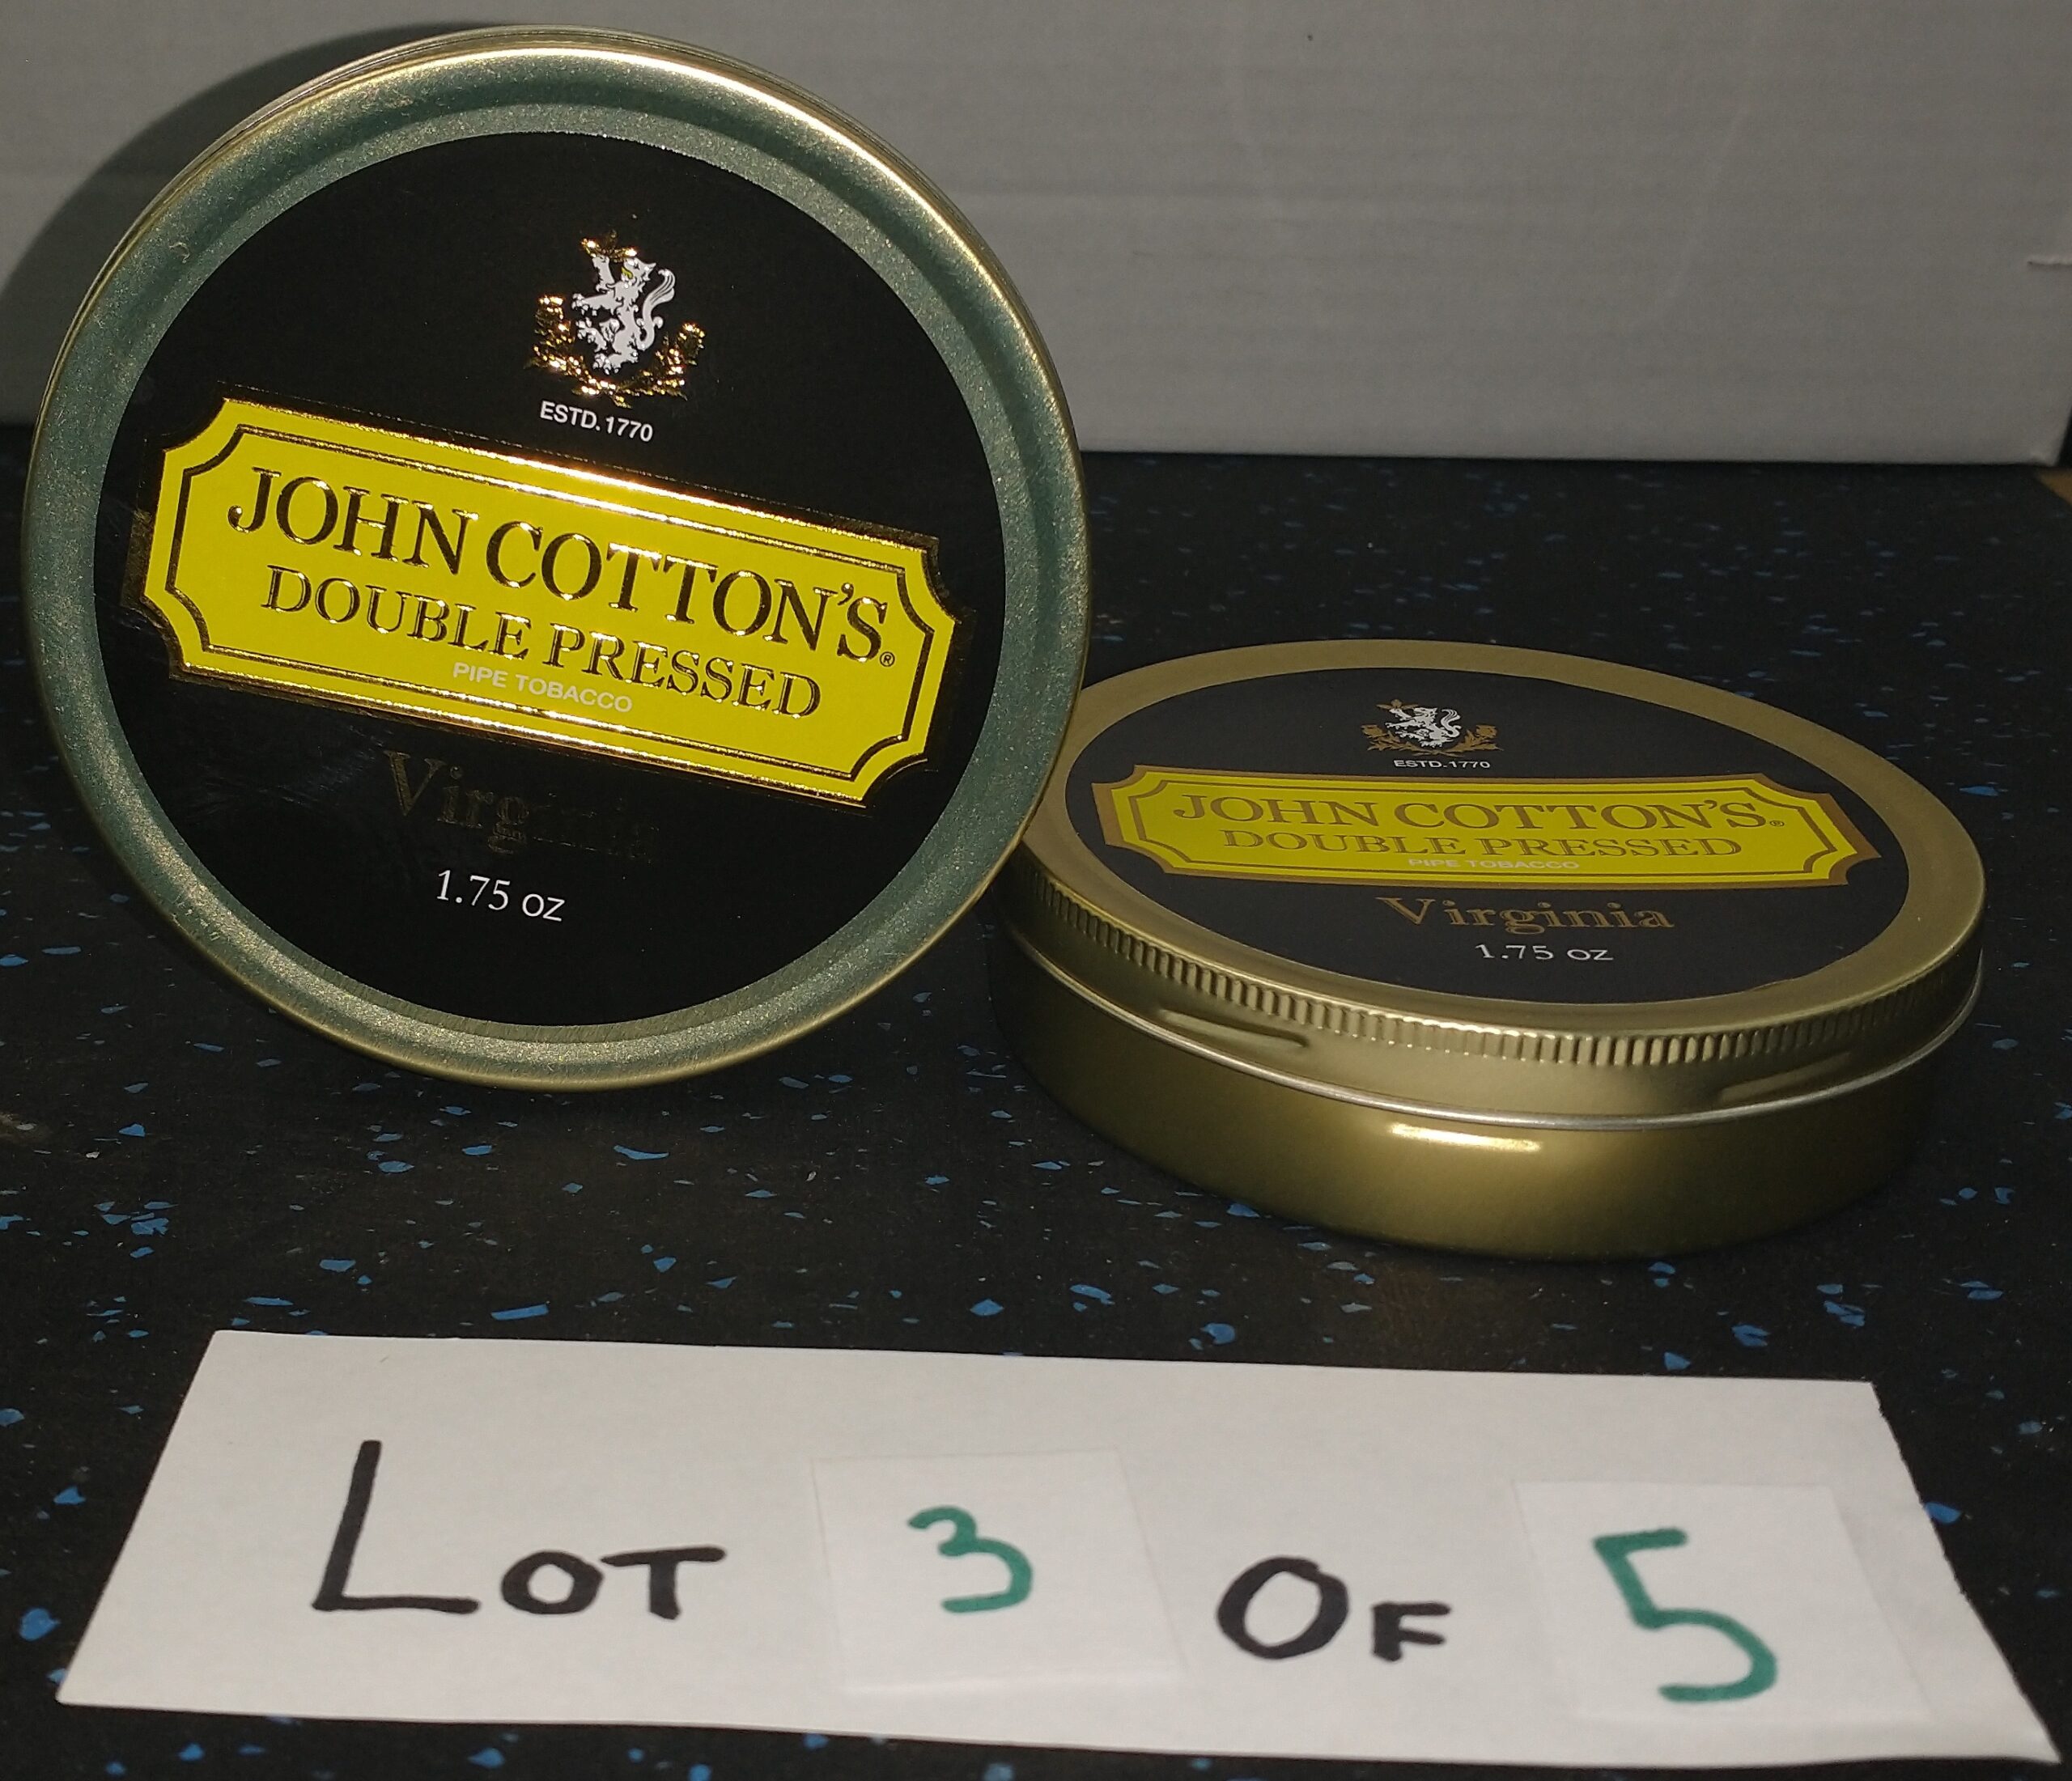 ESTD.1770
JOHN COTTON'S®
DOUBLE PRESSED
PIPE TOBACCO
Virginia
1.75 oz
ESTD.1770
JOHN COTTON'S®
DOUBLE PRESSED
PIPE TOBACCO
Virginia
1.75 oz
LOT 3 OF 5